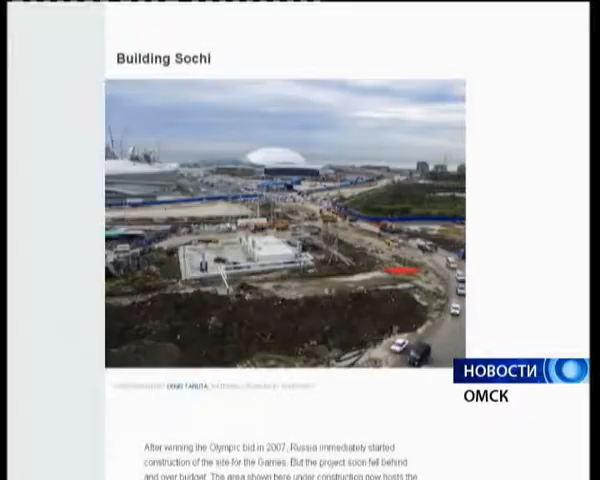 Building Sochi
DENIS TARUTA,
НОВОСТИ
ОМСК
After winning the Olympic bid in 2007, Russia immediately started
construction of the site for the Games. But the project soon fell behind
and over budget. The area shown here under construction now hosts the